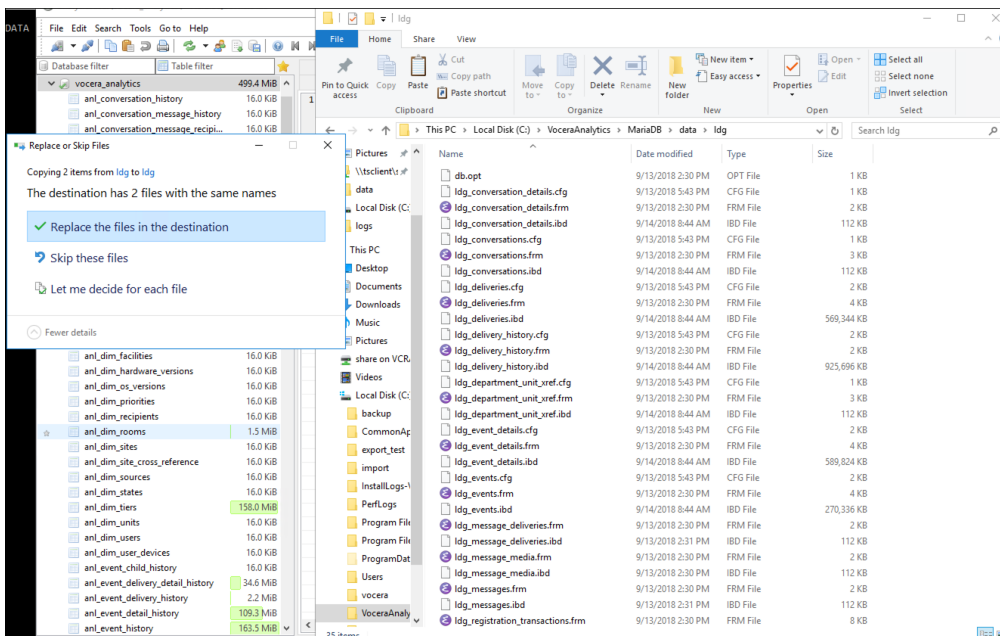 DATA
File Edit Search Tools Go to Help
Database filter
Table filter
vocera_analytics 499.4 MiB
anl_conversation_history 16.0 KiB
anl_conversation_message_history 16.0 KiB
anl_conversation_message_recipi... 16.0 KiB
1
Replace or Skip Files
Copying 2 items from ldg to ldg
The destination has 2 files with the same names
Replace the files in the destination
Skip these files
Let me decide for each file
Fewer details
anl_dim_facilities 16.0 KiB
anl_dim_hardware_versions 16.0 KiB
anl_dim_os_versions 16.0 KiB
anl_dim_priorities 16.0 KiB
anl_dim_recipients 16.0 KiB
anl_dim_rooms 1.5 MiB
anl_dim_sites 16.0 KiB
anl_dim_site_cross_reference 16.0 KiB
anl_dim_sources 16.0 KiB
anl_dim_states 16.0 KiB
anl_dim_tiers 158.0 MiB
anl_dim_units 16.0 KiB
anl_dim_users 16.0 KiB
anl_dim_user_devices 16.0 KiB
anl_event_child_history 16.0 KiB
anl_event_delivery_detail_history 34.6 MiB
anl_event_delivery_history 2.2 MiB
anl_event_detail_history 109.3 MiB
anl_event_history 163.5 MiB
ldg
File Home Share View
Pin to Quick access
Copy
Paste
Cut
Copy path
Paste shortcut
Move to
Copy to
Delete
Rename
New folder
New item
Easy access
Properties
Open
Edit
Select all
Select none
Invert selection
Clipboard Organize New Open Select
This PC > Local Disk (C:) > VoceraAnalytics > MariaDB > data > ldg
Search ldg
Pictures
\\tsclient\s
data
Local Disk (C:
logs
This PC
Desktop
Documents
Downloads
Music
Pictures
share on VCR
Videos
Local Disk (C:
backup
CommonAp
export_test
import
InstallLogs-
PerfLogs
Program File
Program File
ProgramDat
Users
vocera
VoceraAnaly
Name Date modified Type Size
db.opt 9/13/2018 2:30 PM OPT File 1 KB
ldg_conversation_details.cfg 9/13/2018 5:43 PM CFG File 1 KB
ldg_conversation_details.frm 9/13/2018 2:30 PM FRM File 2 KB
ldg_conversation_details.ibd 9/14/2018 8:44 AM IBD File 112 KB
ldg_conversations.cfg 9/13/2018 5:43 PM CFG File 1 KB
ldg_conversations.frm 9/13/2018 2:30 PM FRM File 3 KB
ldg_conversations.ibd 9/14/2018 8:44 AM IBD File 112 KB
ldg_deliveries.cfg 9/13/2018 5:43 PM CFG File 2 KB
ldg_deliveries.frm 9/13/2018 2:30 PM FRM File 4 KB
ldg_deliveries.ibd 9/14/2018 8:44 AM IBD File 569,344 KB
ldg_delivery_history.cfg 9/13/2018 5:43 PM CFG File 2 KB
ldg_delivery_history.frm 9/13/2018 2:30 PM FRM File 2 KB
ldg_delivery_history.ibd 9/14/2018 8:44 AM IBD File 925,696 KB
ldg_department_unit_xref.cfg 9/13/2018 5:43 PM CFG File 1 KB
ldg_department_unit_xref.frm 9/13/2018 2:30 PM FRM File 3 KB
ldg_department_unit_xref.ibd 9/14/2018 8:44 AM IBD File 112 KB
ldg_event_details.cfg 9/13/2018 5:43 PM CFG File 2 KB
ldg_event_details.frm 9/13/2018 2:30 PM FRM File 4 KB
ldg_event_details.ibd 9/14/2018 8:44 AM IBD File 589,824 KB
ldg_events.cfg 9/13/2018 5:43 PM CFG File 2 KB
ldg_events.frm 9/13/2018 2:30 PM FRM File 4 KB
ldg_events.ibd 9/14/2018 8:44 AM IBD File 270,336 KB
ldg_message_deliveries.frm 9/13/2018 2:30 PM FRM File 2 KB
ldg_message_deliveries.ibd 9/13/2018 2:31 PM IBD File 112 KB
ldg_message_media.frm 9/13/2018 2:30 PM FRM File 2 KB
ldg_message_media.ibd 9/13/2018 2:31 PM IBD File 112 KB
ldg_messages.frm 9/13/2018 2:30 PM FRM File 2 KB
ldg_messages.ibd 9/13/2018 2:31 PM IBD File 112 KB
ldg_registration_transactions.frm 9/13/2018 2:30 PM FRM File 8 KB